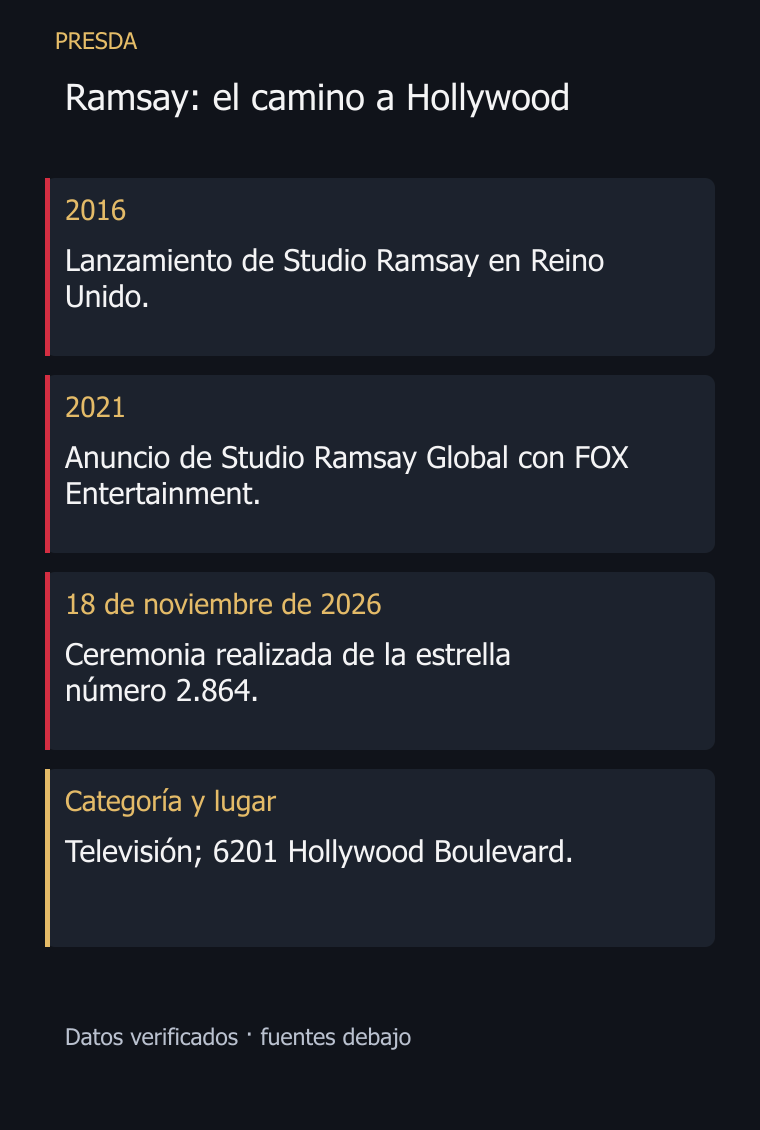 PRESDA
Ramsay: el camino a Hollywood
2016
Lanzamiento de Studio Ramsay en Reino
Unido.
2021
Anuncio de Studio Ramsay Global con FOX
Entertainment.
18 de noviembre de 2026
Ceremonia realizada de la estrella
número 2.864.
Categoría y lugar
Televisión; 6201 Hollywood Boulevard.
Datos verificados · fuentes debajo